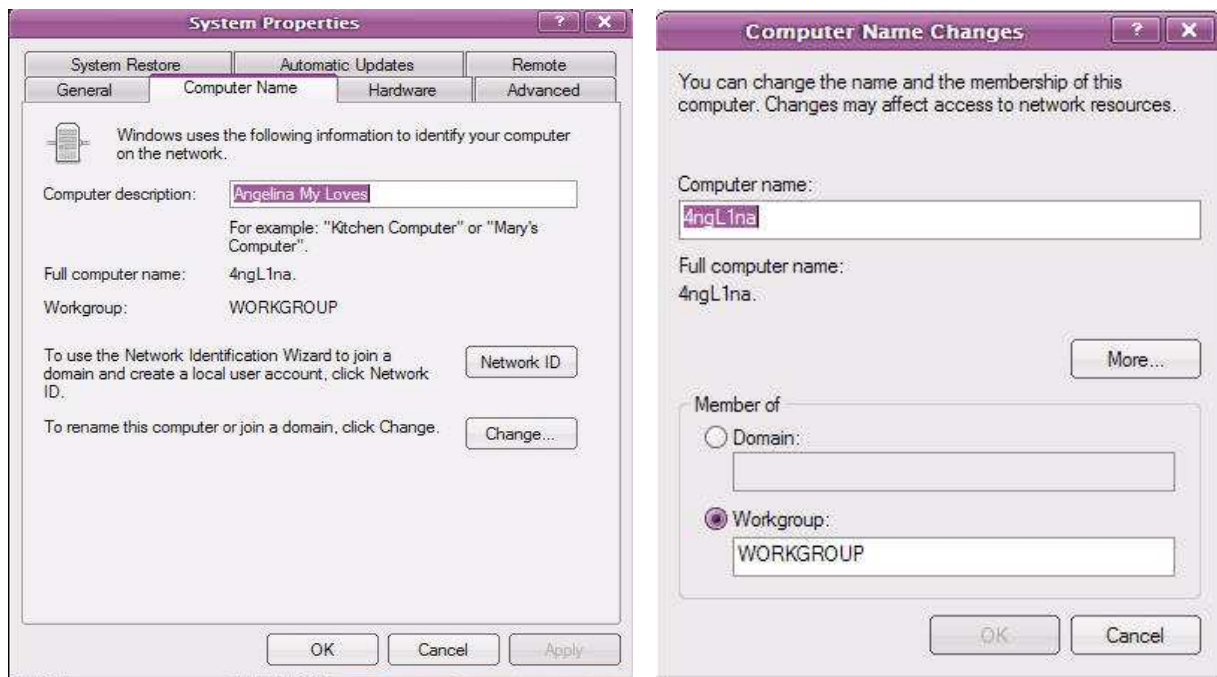 System Properties
System Restore Automatic Updates Remote
General Computer Name Hardware Advanced
Windows uses the following information to identify your computer
on the network.
Computer description: Angelina My Loves
For example: "Kitchen Computer" or "Mary's
Computer".
Full computer name: 4ngL1na.
Workgroup: WORKGROUP
To use the Network Identification Wizard to join a
domain and create a local user account, click Network
ID.
Network ID
To rename this computer or join a domain, click Change.
Change...
OK Cancel Apply
Computer Name Changes
You can change the name and the membership of this
computer. Changes may affect access to network resources.
Computer name:
4ngL1na
Full computer name:
4ngL1na.
More...
Member of
Domain:
Workgroup:
WORKGROUP
OK Cancel